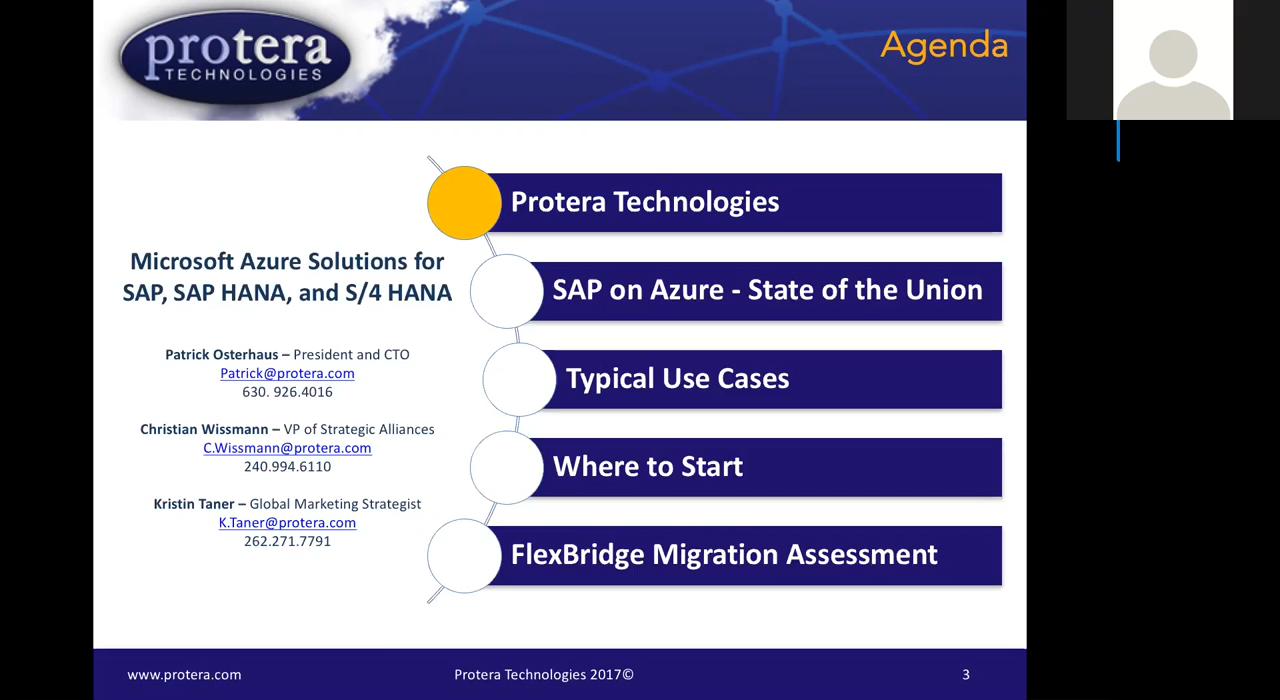 protera
TECHNOLOGIES
Agenda
Microsoft Azure Solutions for
SAP, SAP HANA, and S/4 HANA
Patrick Osterhaus – President and CTO
Patrick@protera.com
630. 926.4016
Christian Wissmann – VP of Strategic Alliances
C.Wissmann@protera.com
240.994.6110
Kristin Taner – Global Marketing Strategist
K.Taner@protera.com
262.271.7791
Protera Technologies
SAP on Azure - State of the Union
Typical Use Cases
Where to Start
FlexBridge Migration Assessment
www.protera.com
Protera Technologies 2017©
3